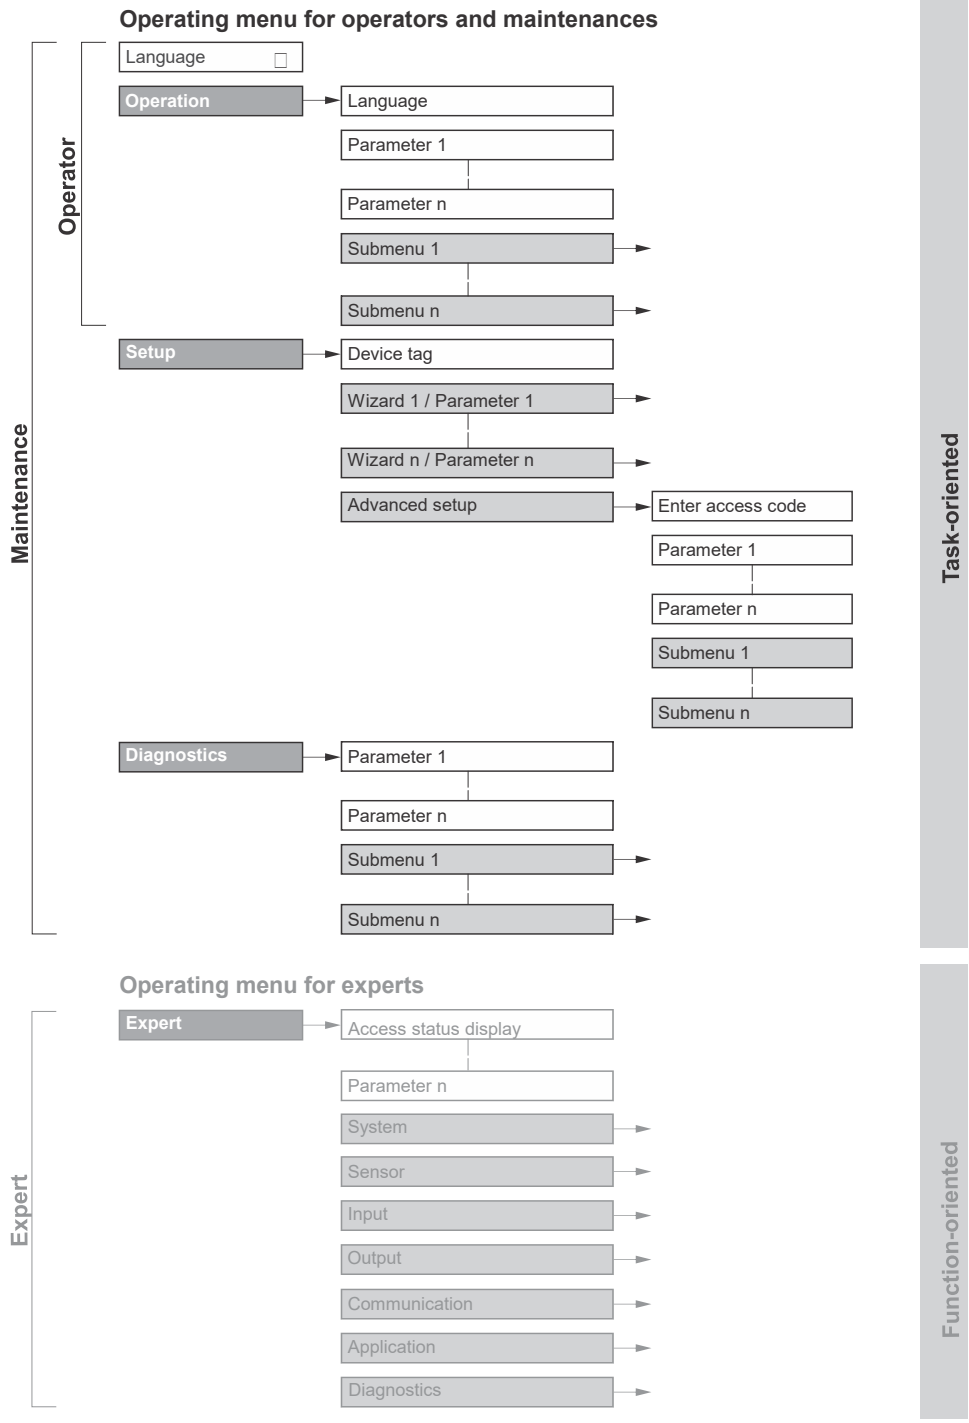 Operating menu for operators and maintenances
Language
Operation
Language
Parameter 1
Parameter n
Submenu 1
Submenu n
Operator
Setup
Device tag
Wizard 1 / Parameter 1
Wizard n / Parameter n
Advanced setup
Enter access code
Parameter 1
Parameter n
Submenu 1
Submenu n
Diagnostics
Parameter 1
Parameter n
Submenu 1
Submenu n
Maintenance
Task-oriented
Operating menu for experts
Expert
Access status display
Parameter n
System
Sensor
Input
Output
Communication
Application
Diagnostics
Expert
Function-oriented